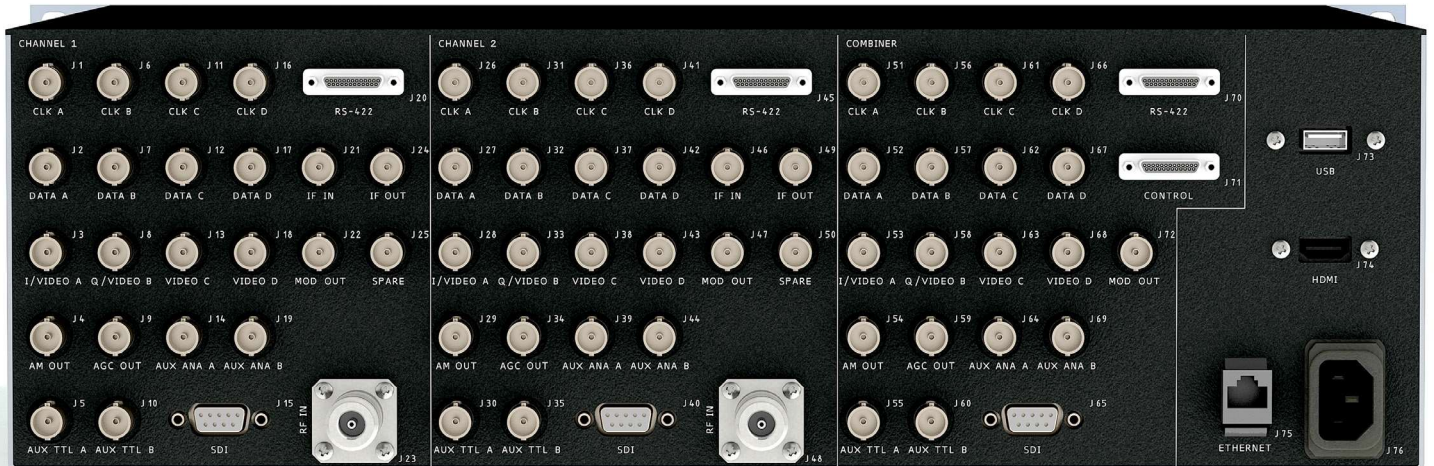 CHANNEL 1
CHANNEL 2
COMBINER
J1 J6 J11 J16 J26 J31 J36 J41 J51 J56 J61 J66
J20 J45 J70
CLK A CLK B CLK C CLK D RS-422 CLK A CLK B CLK C CLK D RS-422 CLK A CLK B CLK C CLK D RS-422
J2 J7 J12 J17 J21 J24 J27 J32 J37 J42 J46 J49 J52 J57 J62 J67
J73
USB
J71
DATA A DATA B DATA C DATA D IF IN IF OUT DATA A DATA B DATA C DATA D IF IN IF OUT DATA A DATA B DATA C DATA D CONTROL
J3 J8 J13 J18 J22 J25 J28 J33 J38 J43 J47 J50 J53 J58 J63 J68 J72
J74
I/VIDEO A Q/VIDEO B VIDEO C VIDEO D MOD OUT SPARE I/VIDEO A Q/VIDEO B VIDEO C VIDEO D MOD OUT SPARE I/VIDEO A Q/VIDEO B VIDEO C VIDEO D MOD OUT HDMI
J4 J9 J14 J19 J29 J34 J39 J44 J54 J59 J64 J69
AM OUT AGC OUT AUX ANA A AUX ANA B AM OUT AGC OUT AUX ANA A AUX ANA B AM OUT AGC OUT AUX ANA A AUX ANA B
J5 J10 J15 RF IN J30 J35 J40 RF IN J55 J60 J65
J75
AUX TTL A AUX TTL B SDI AUX TTL A AUX TTL B SDI AUX TTL A AUX TTL B SDI ETHERNET
J23 J48 J76